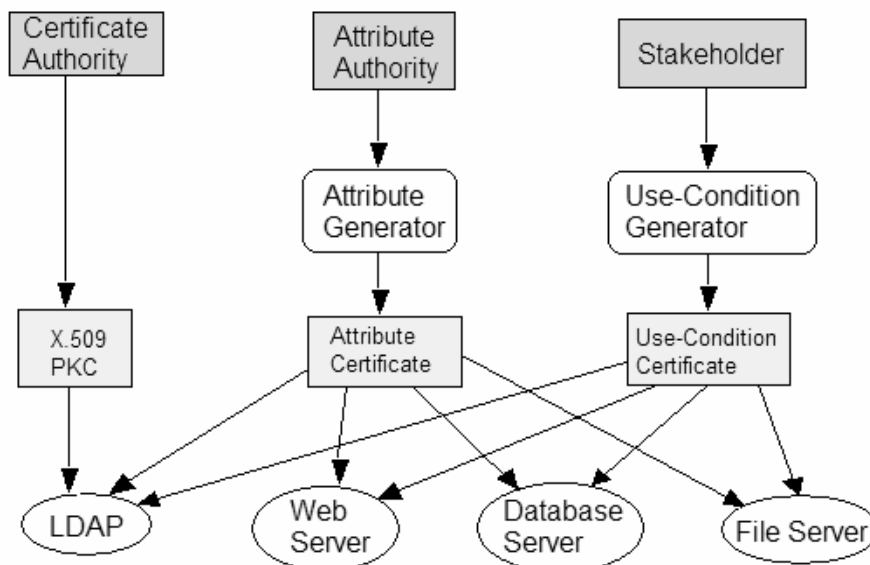 Certificate
Authority
Attribute
Authority
Stakeholder
Attribute
Generator
Use-Condition
Generator
X.509
PKC
Attribute
Certificate
Use-Condition
Certificate
LDAP
Web
Server
Database
Server
File Server